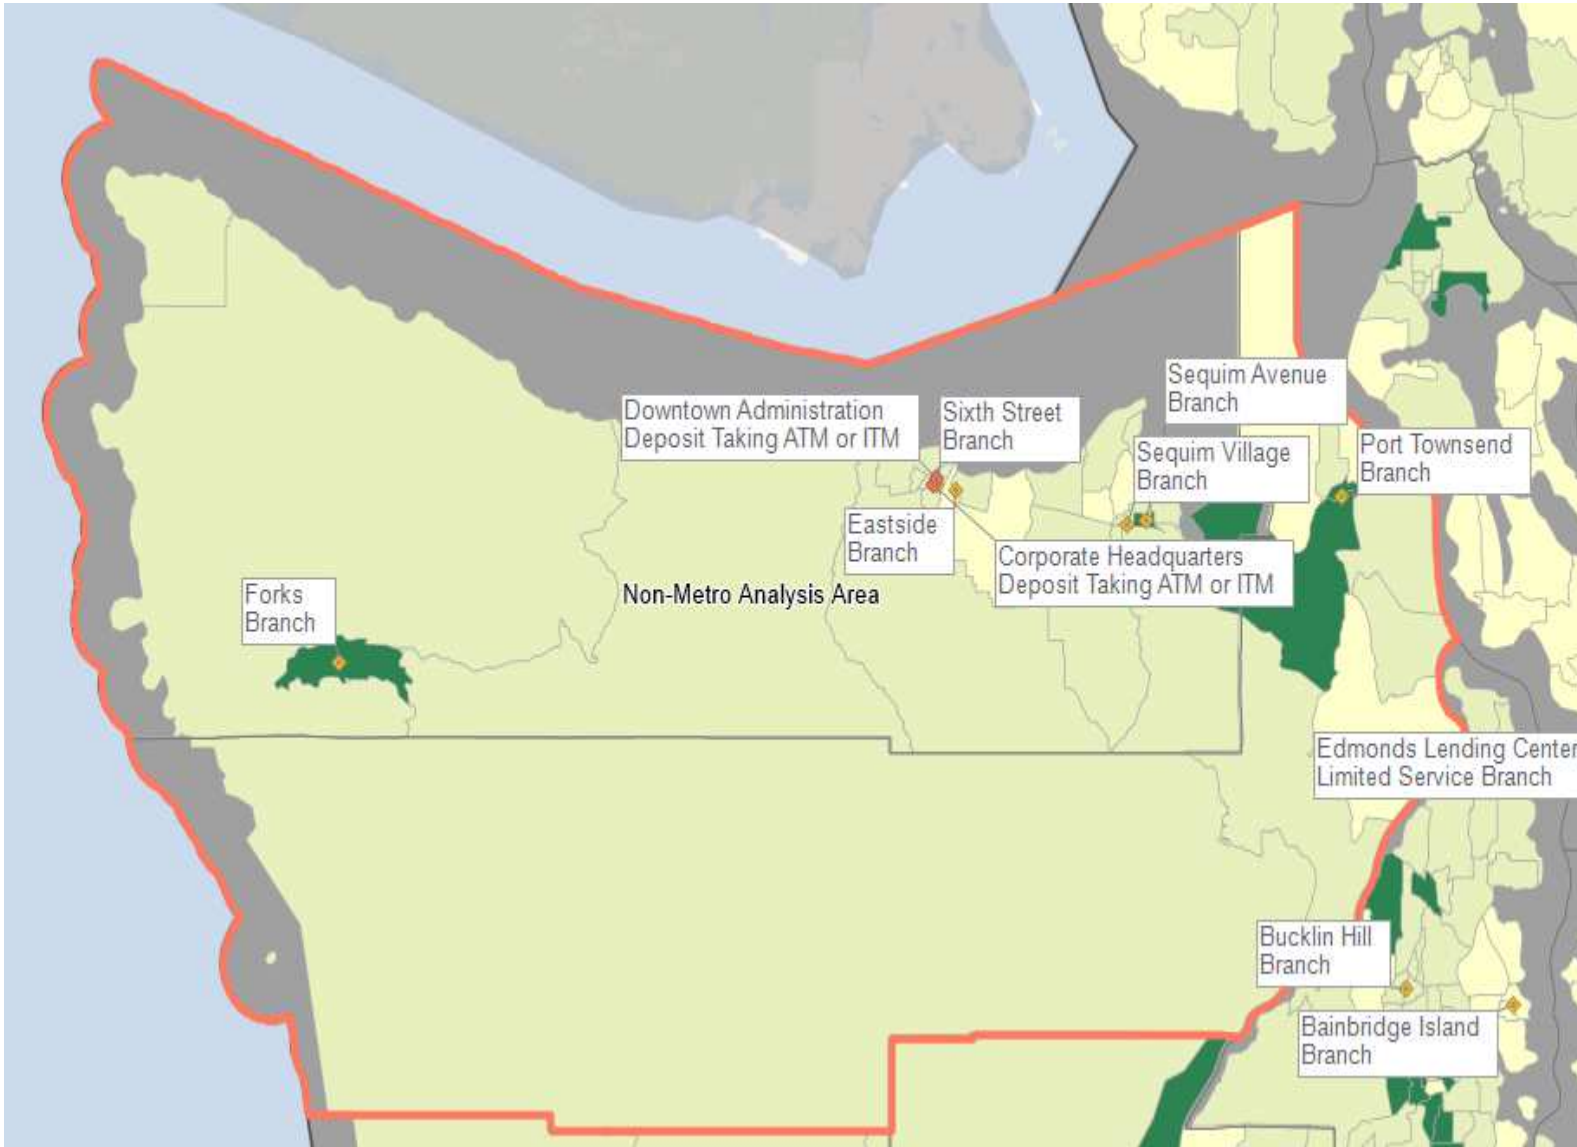 Sequim Avenue
Branch
Downtown Administration
Deposit Taking ATM or ITM
Sixth Street
Branch
Sequim Village
Branch
Port Townsend
Branch
Eastside
Branch
Corporate Headquarters
Deposit Taking ATM or ITM
Forks
Branch
Non-Metro Analysis Area
Edmonds Lending Center
Limited Service Branch
Bucklin Hill
Branch
Bainbridge Island
Branch